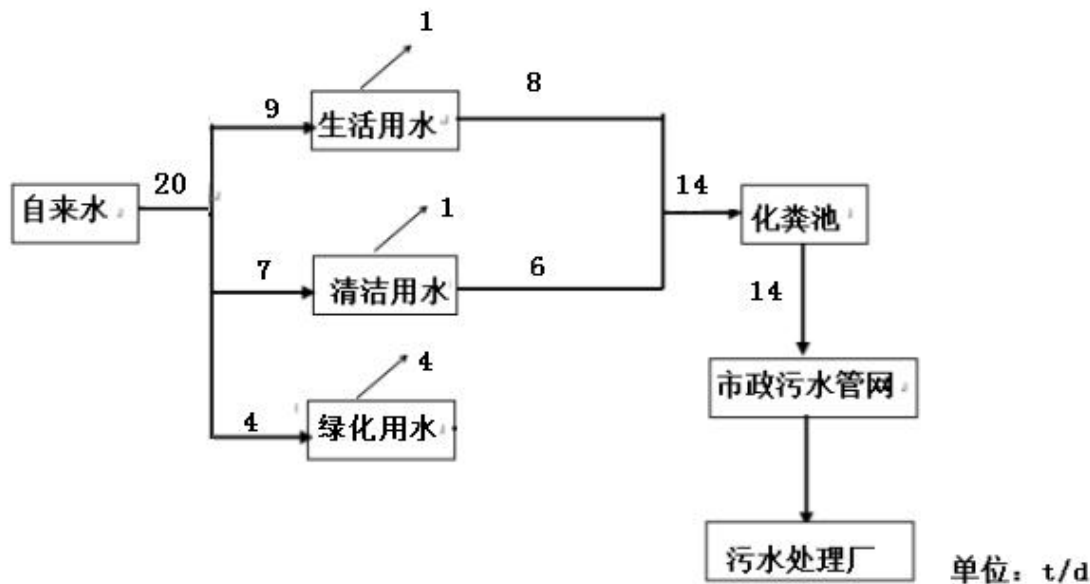 1
9
生活用水
8
自来水
20
14
化粪池
1
7
清洁用水
6
14
4
4
绿化用水
市政污水管网
污水处理厂
单位：t/d